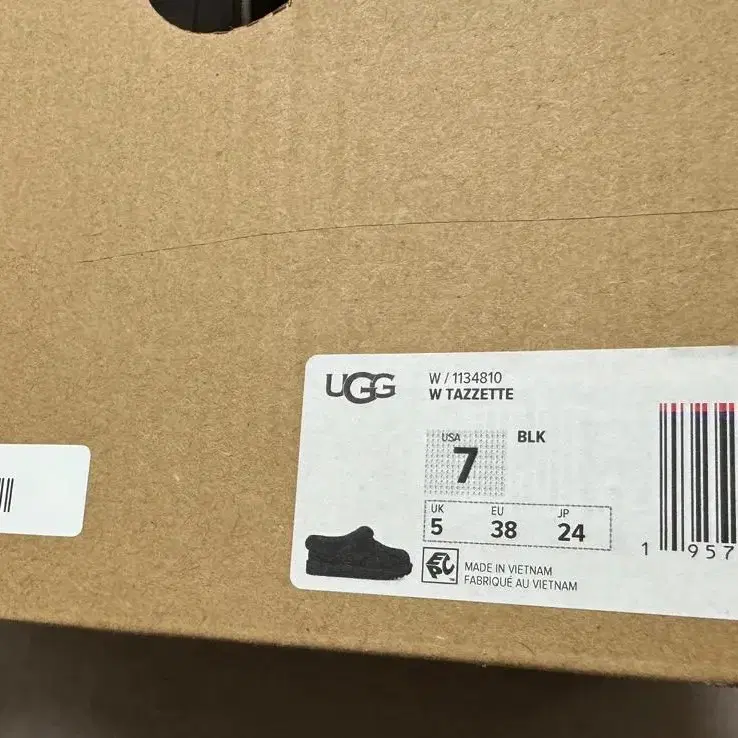 UGG
W / 1134810
W TAZZETTE
USA
7
BLK
UK
5
EU
38
JP
24
EVPC
MADE IN VIETNAM
FABRIQUÉ AU VIETNAM
1 957